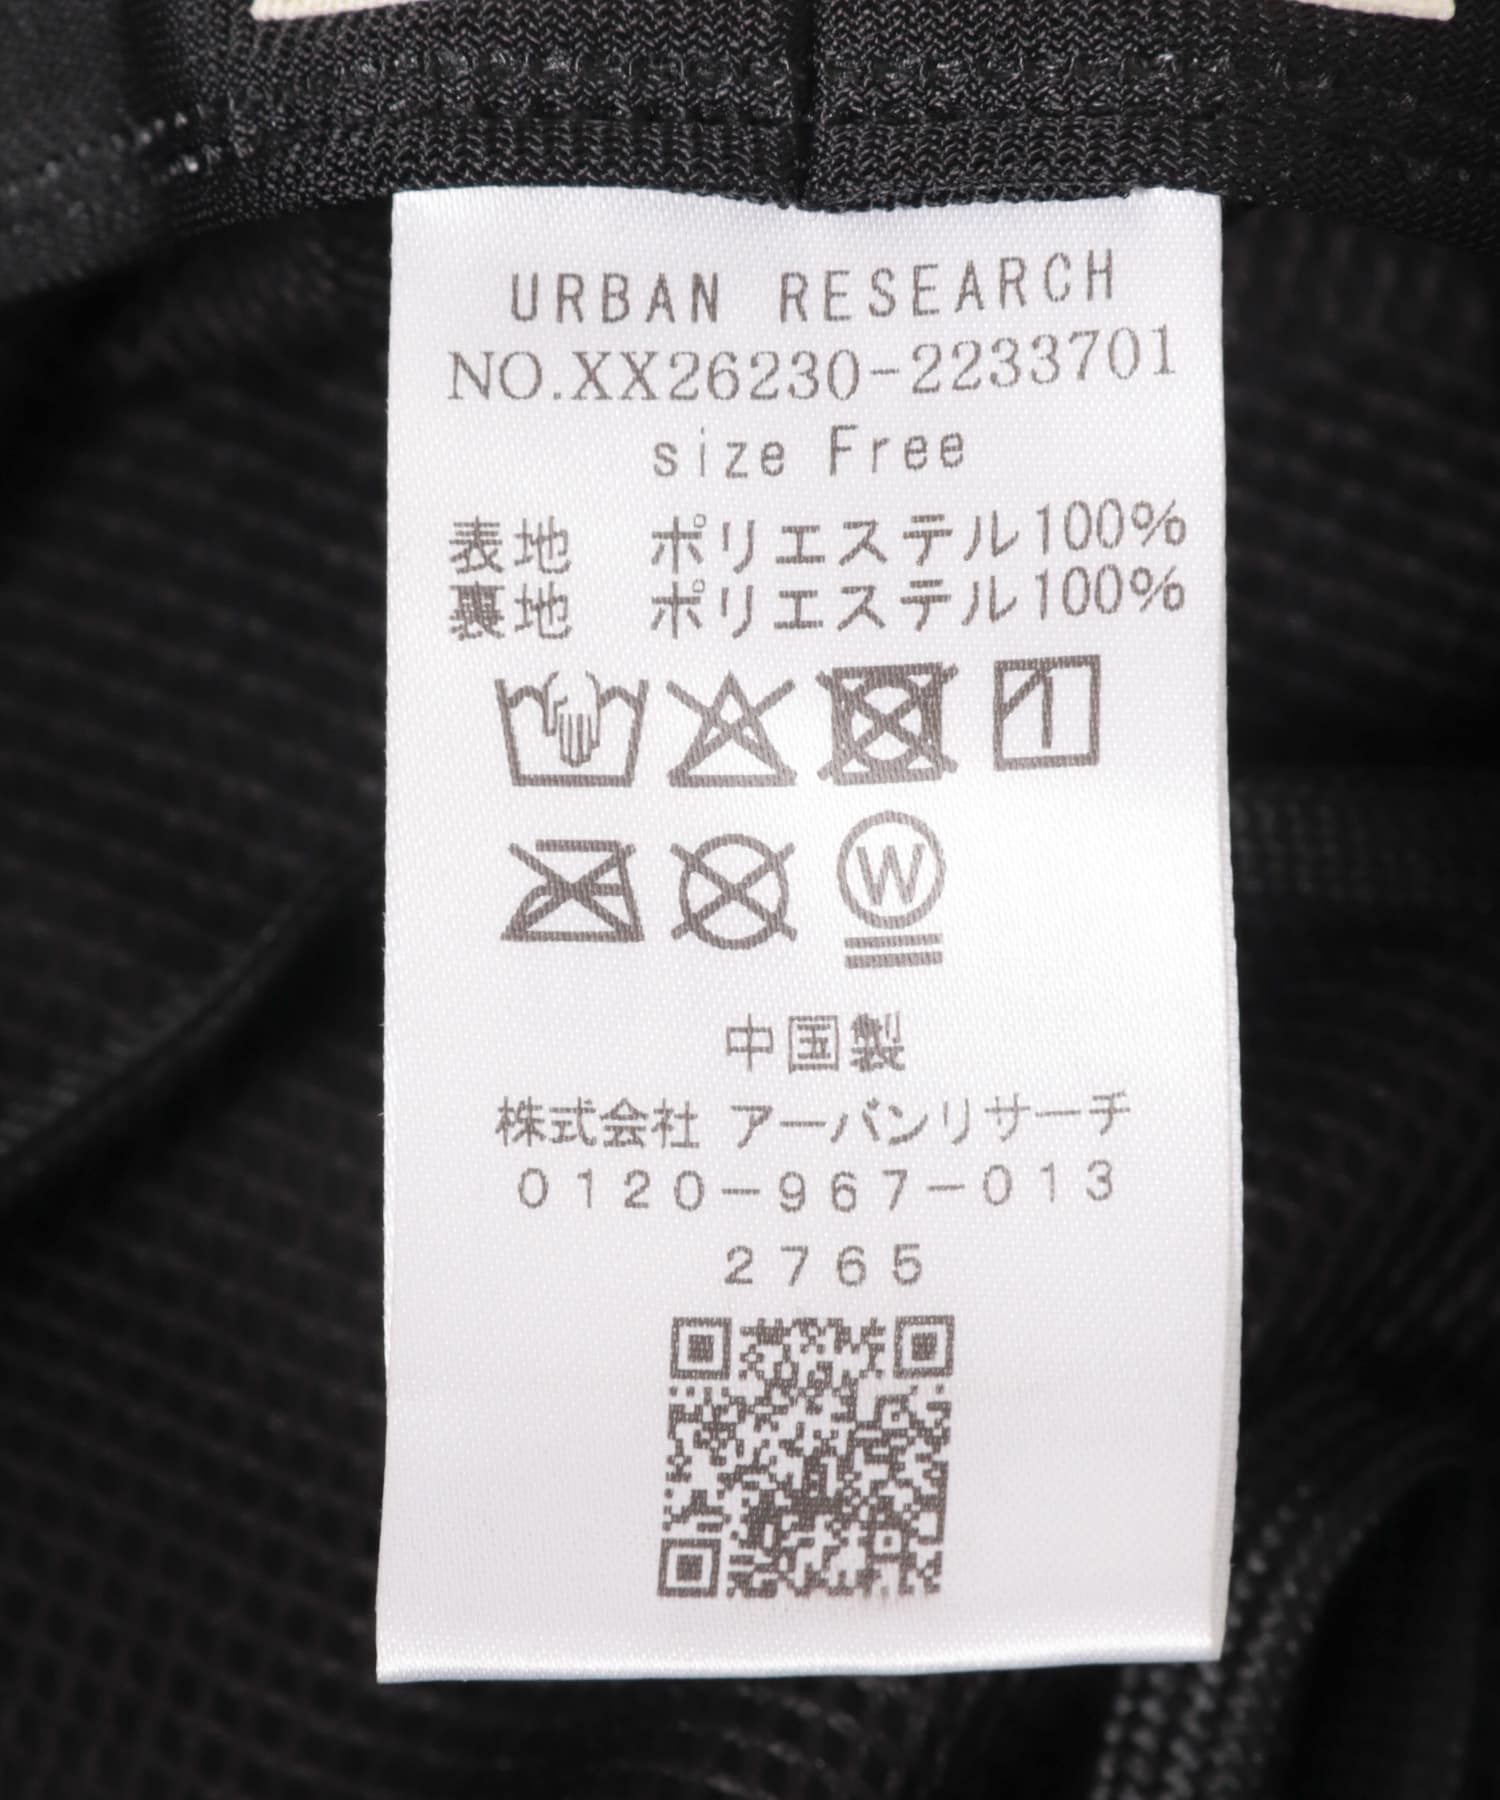 URBAN RESEARCH
NO.XX26230-2233701
size Free
表地 ポリエステル100%
裏地 ポリエステル100%
W
中国製
株式会社 アーバンリサーチ
0120-967-013
2765